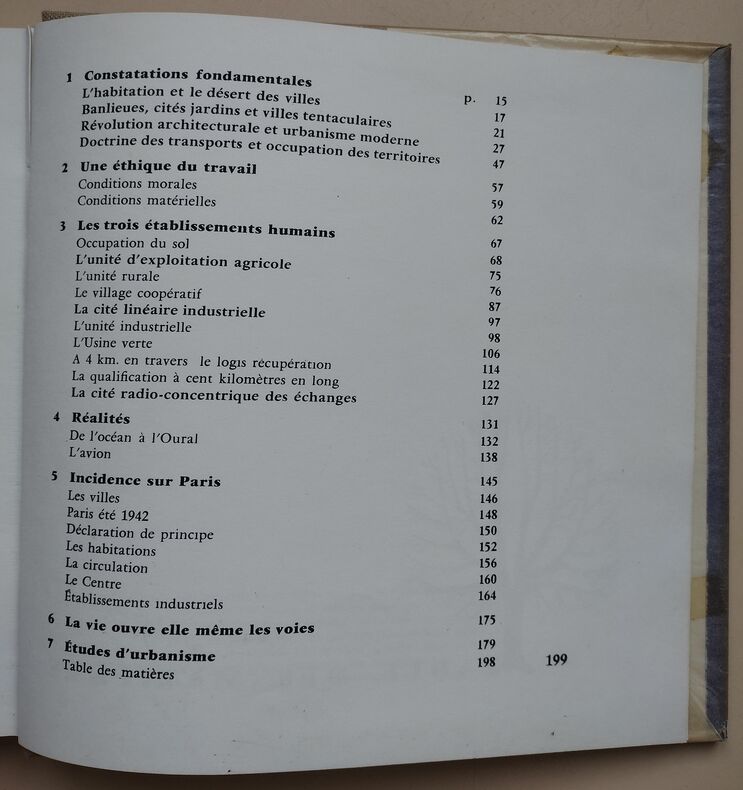 1 Constatations fondamentales p. 15
L'habitation et le désert des villes 17
Banlieues, cités jardins et villes tentaculaires 21
Révolution architecturale et urbanisme moderne 27
Doctrine des transports et occupation des territoires 47
2 Une éthique du travail 57
Conditions morales 59
Conditions matérielles 62
3 Les trois établissements humains 67
Occupation du sol 68
L'unité d'exploitation agricole 75
L'unité rurale 76
Le village coopératif 87
La cité linéaire industrielle 97
L'unité industrielle 98
L'Usine verte 106
A 4 km. en travers le logis récupération 114
La qualification à cent kilomètres en long 122
La cité radio-concentrique des échanges 127
4 Réalités 131
De l'océan à l'Oural 132
L'avion 138
5 Incidence sur Paris 145
Les villes 146
Paris été 1942 148
Déclaration de principe 150
Les habitations 152
La circulation 156
Le Centre 160
Établissements industriels 164
6 La vie ouvre elle même les voies 175
7 Études d'urbanisme 179
Table des matières 198
199